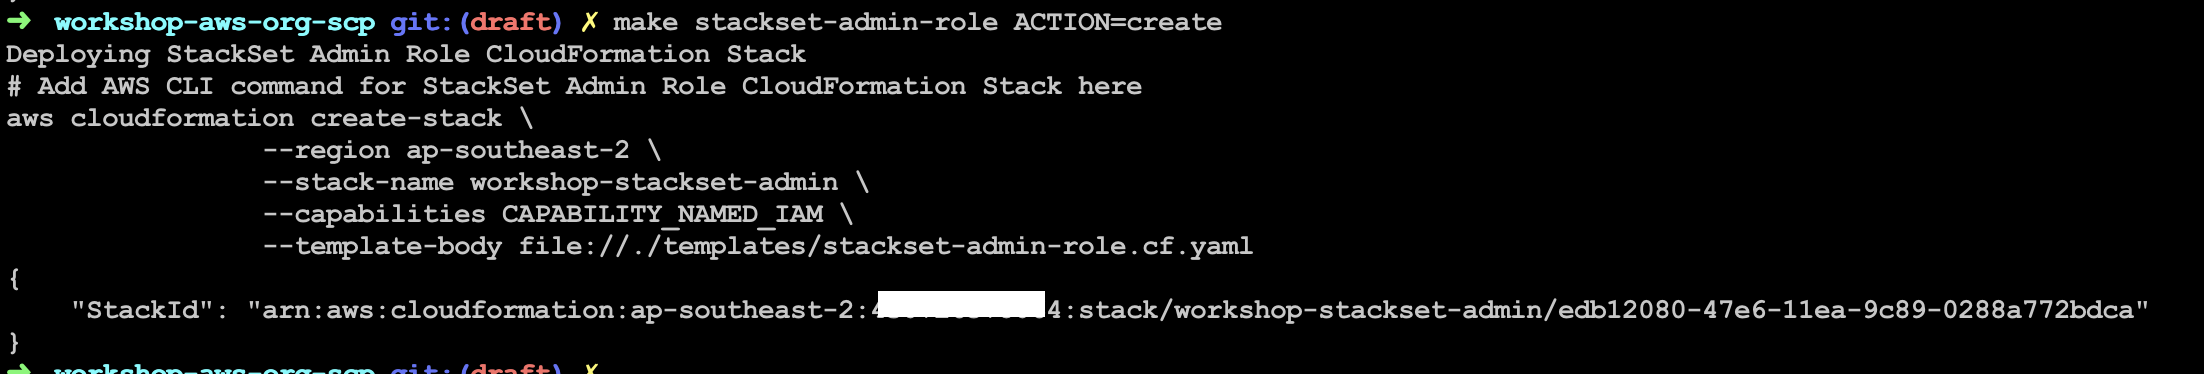 ➜ workshop-aws-org-scp git:(draft) ✗ make stackset-admin-role ACTION=create
Deploying StackSet Admin Role CloudFormation Stack
# Add AWS CLI command for StackSet Admin Role CloudFormation Stack here
aws cloudformation create-stack \
--region ap-southeast-2 \
--stack-name workshop-stackset-admin \
--capabilities CAPABILITY_NAMED_IAM \
--template-body file://./templates/stackset-admin-role.cf.yaml
{
"StackId": "arn:aws:cloudformation:ap-southeast-2:4 4:stack/workshop-stackset-admin/edb12080-47e6-11ea-9c89-0288a772bdca"
}
➜ workshop-aws-org-scp git:(draft) ✗